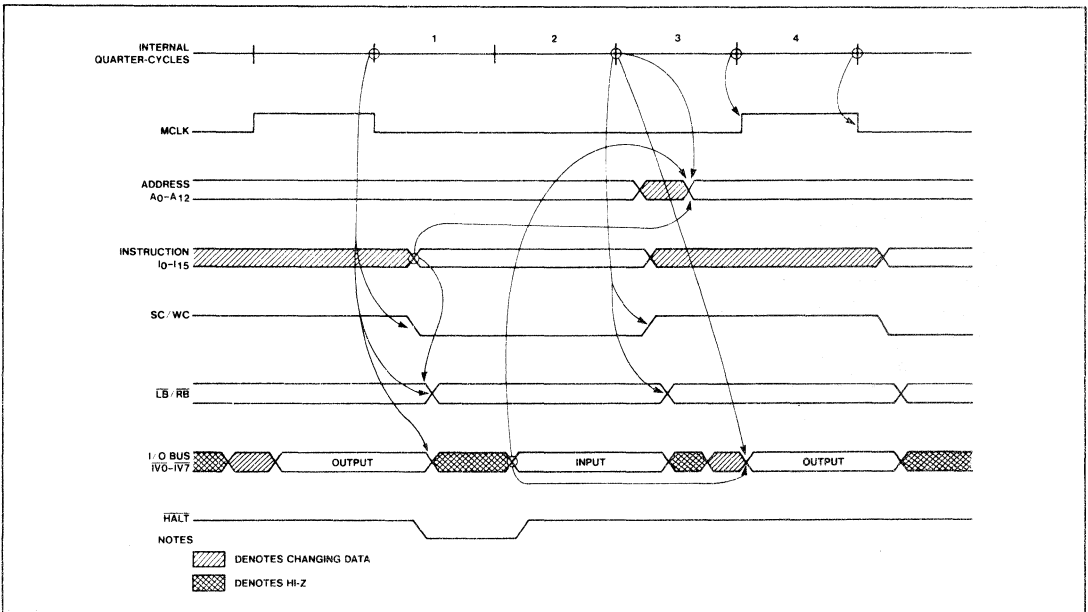 INTERNAL
QUARTER-CYCLES
1
2
3
4
MCLK
ADDRESS
A0–A12
INSTRUCTION
I0–I15
SC/WC
LB/RB
I/O BUS
IV0–IV7
OUTPUT
INPUT
OUTPUT
HALT
NOTES
DENOTES CHANGING DATA
DENOTES HI-Z